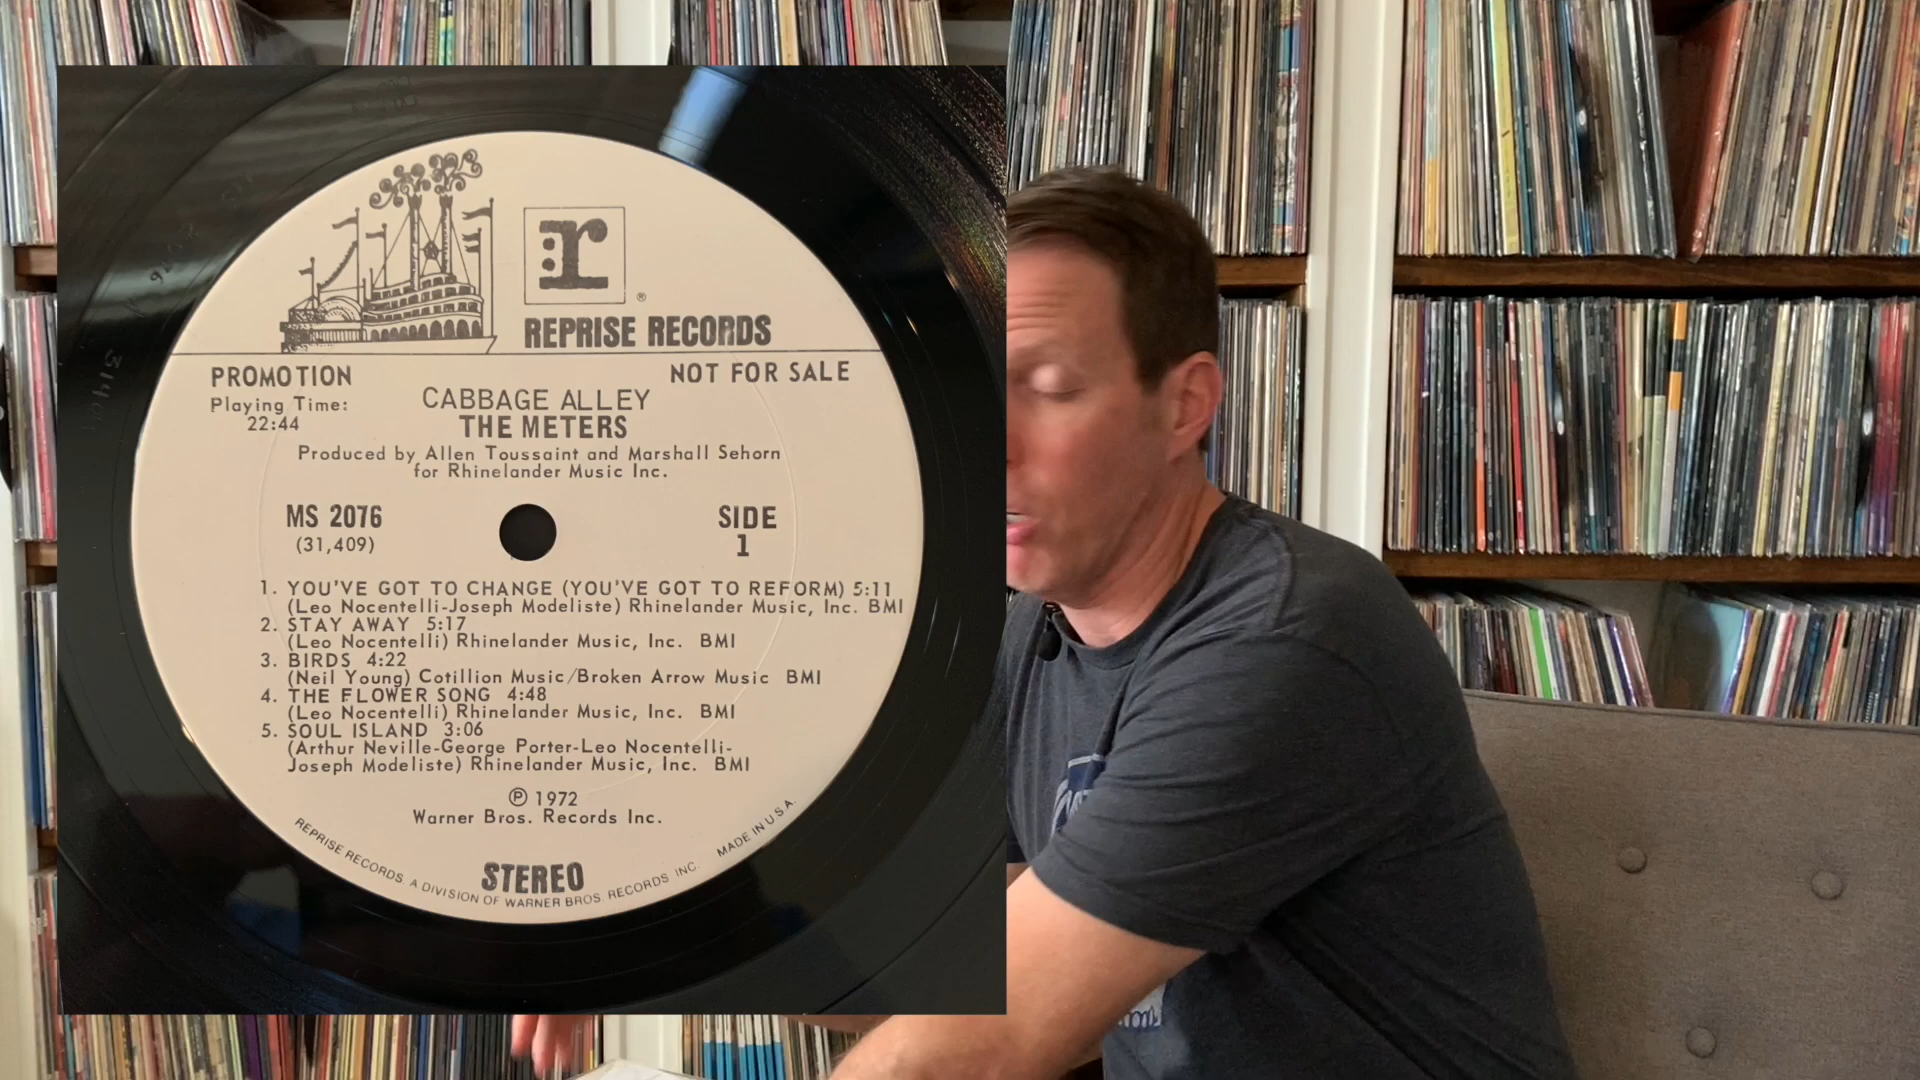 r
®
REPRISE RECORDS
PROMOTION
NOT FOR SALE
Playing Time:
22:44
CABBAGE ALLEY
THE METERS
Produced by Allen Toussaint and Marshall Sehorn
for Rhinelander Music Inc.
MS 2076
(31,409)
SIDE
1
1. YOU'VE GOT TO CHANGE (YOU'VE GOT TO REFORM) 5:11
(Leo Nocentelli-Joseph Modeliste) Rhinelander Music, Inc. BMI
2. STAY AWAY 5:17
(Leo Nocentelli) Rhinelander Music, Inc. BMI
3. BIRDS 4:22
(Neil Young) Cotillion Music/Broken Arrow Music BMI
4. THE FLOWER SONG 4:48
(Leo Nocentelli) Rhinelander Music, Inc. BMI
5. SOUL ISLAND 3:06
(Arthur Neville-George Porter-Leo Nocentelli-
Joseph Modeliste) Rhinelander Music, Inc. BMI
Ⓟ 1972
Warner Bros. Records Inc.
STEREO
REPRISE RECORDS. A DIVISION OF WARNER BROS. RECORDS INC. MADE IN U.S.A.